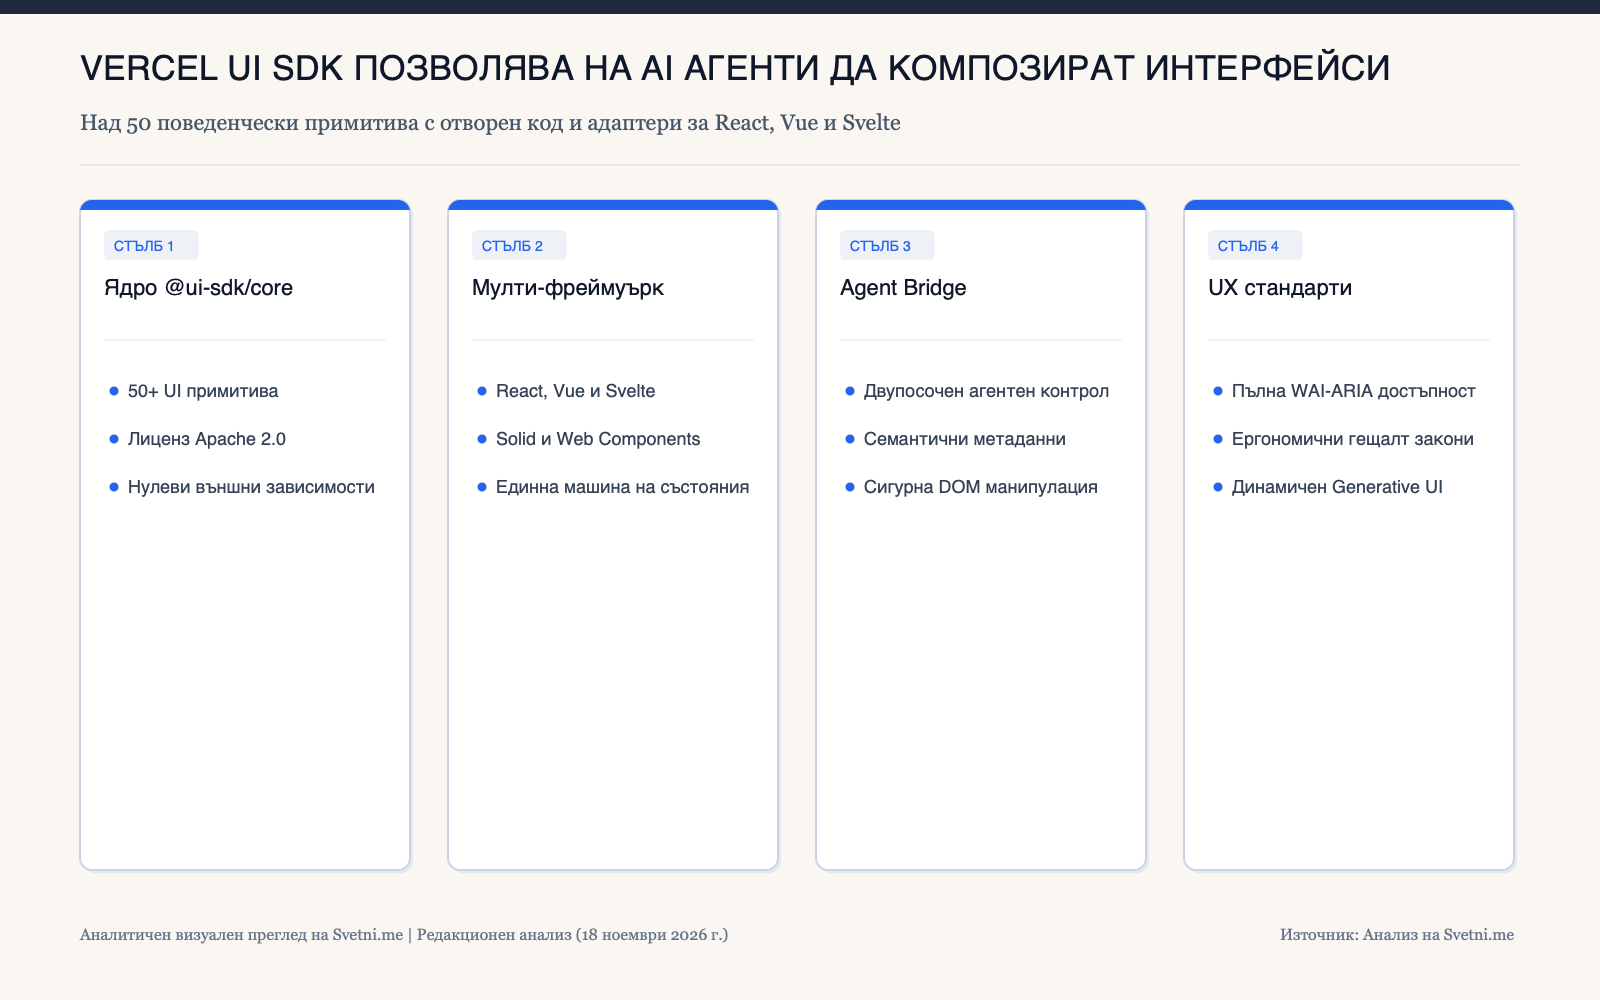 VERCEL UI SDK ПОЗВОЛЯВА НА AI АГЕНТИ ДА КОМПОЗИРАТ ИНТЕРФЕЙСИ
Над 50 поведенчески примитива с отворен код и адаптери за React, Vue и Svelte
СТЪЛБ 1
Ядро @ui-sdk/core
50+ UI примитива
Лиценз Apache 2.0
Нулеви външни зависимости
СТЪЛБ 2
Мулти-фреймуърк
React, Vue и Svelte
Solid и Web Components
Единна машина на състояния
СТЪЛБ 3
Agent Bridge
Двупосочен агентен контрол
Семантични метаданни
Сигурна DOM манипулация
СТЪЛБ 4
UX стандарти
Пълна WAI-ARIA достъпност
Ергономични гещалт закони
Динамичен Generative UI
Аналитичен визуален преглед на Svetni.me | Редакционен анализ (18 ноември 2026 г.)
Източник: Анализ на Svetni.me